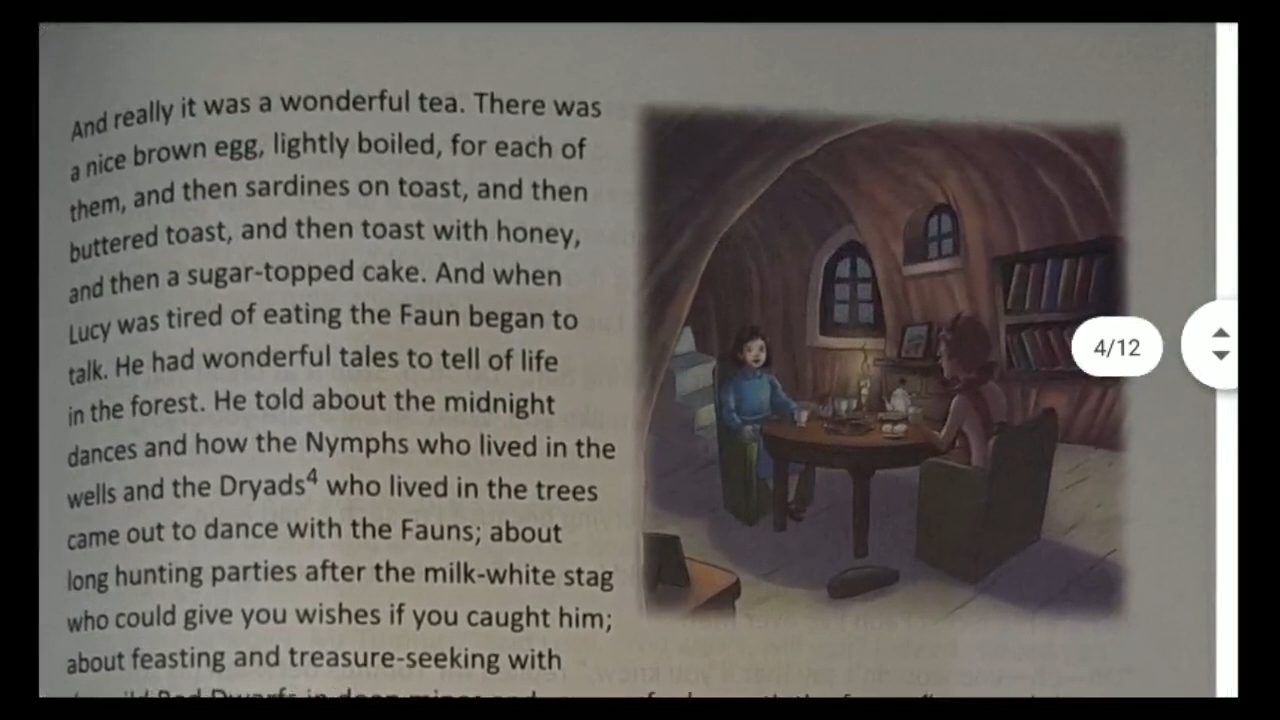 And really it was a wonderful tea. There was
a nice brown egg, lightly boiled, for each of
them, and then sardines on toast, and then
buttered toast, and then toast with honey,
and then a sugar-topped cake. And when
Lucy was tired of eating the Faun began to
talk. He had wonderful tales to tell of life
in the forest. He told about the midnight
dances and how the Nymphs who lived in the
wells and the Dryads⁴ who lived in the trees
came out to dance with the Fauns; about
long hunting parties after the milk-white stag
who could give you wishes if you caught him;
about feasting and treasure-seeking with
4/12